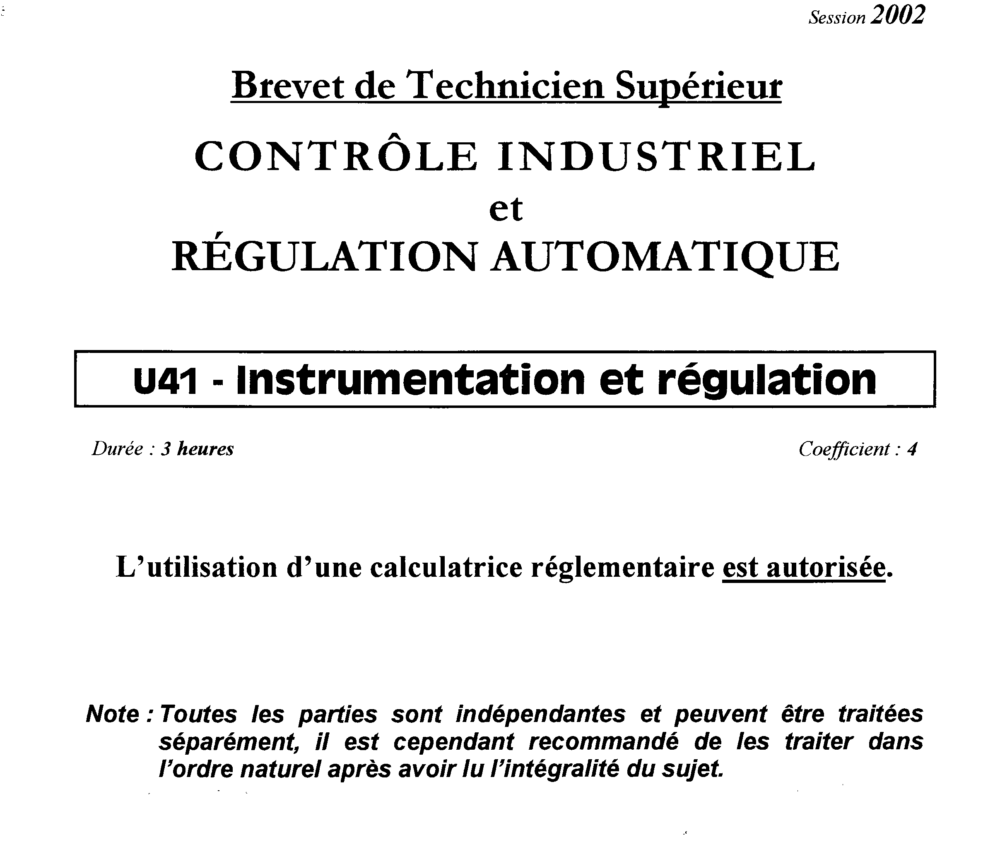 Session 2002
Brevet de Technicien Supérieur
CONTRÔLE INDUSTRIEL
et
RÉGULATION AUTOMATIQUE
U41 - Instrumentation et régulation
Durée : 3 heures
Coefficient : 4
L'utilisation d'une calculatrice réglementaire est autorisée.
Note : Toutes les parties sont indépendantes et peuvent être traitées
séparément, il est cependant recommandé de les traiter dans
l'ordre naturel après avoir lu l'intégralité du sujet.